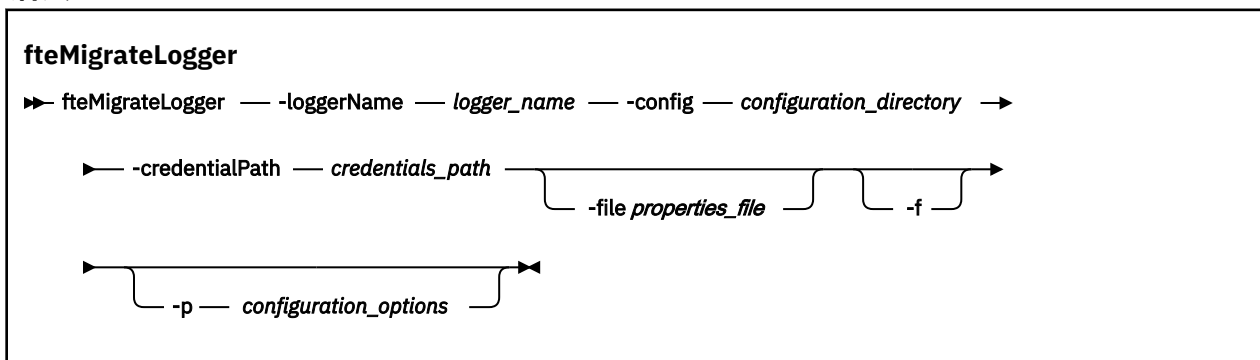 fteMigrateLogger
fteMigrateLogger -loggerName logger_name -config configuration_directory
-credentialPath credentials_path
-file properties_file -f
-p configuration_options